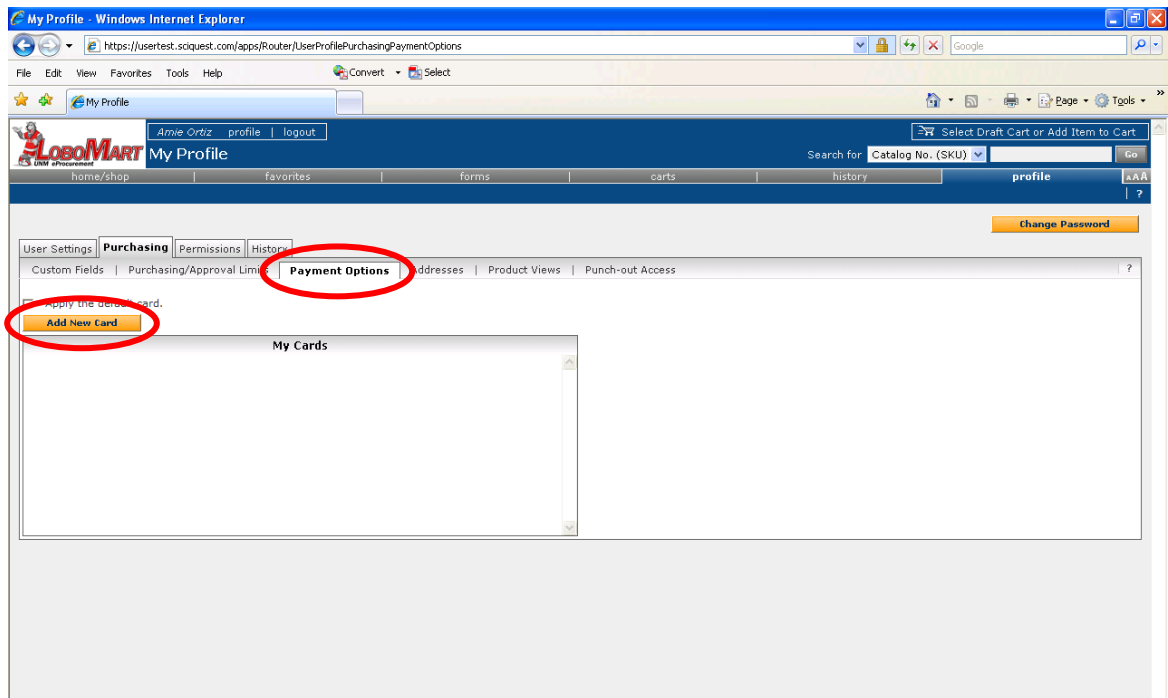 My Profile - Windows Internet Explorer
https://usertest.sciquest.com/apps/Router/UserProfilePurchasingPaymentOptions
Google
File Edit View Favorites Tools Help Convert Select
My Profile Page Tools
LOBOMART
UNM eProcurement
Amie Ortiz profile | logout
Select Draft Cart or Add Item to Cart
My Profile
Search for Catalog No. (SKU) Go
home/shop | favorites | forms | carts | history profile AAA
| ?
Change Password
User Settings Purchasing Permissions History
Custom Fields | Purchasing/Approval Limits Payment Options Addresses | Product Views | Punch-out Access | ?
Apply the default card.
Add New Card
My Cards